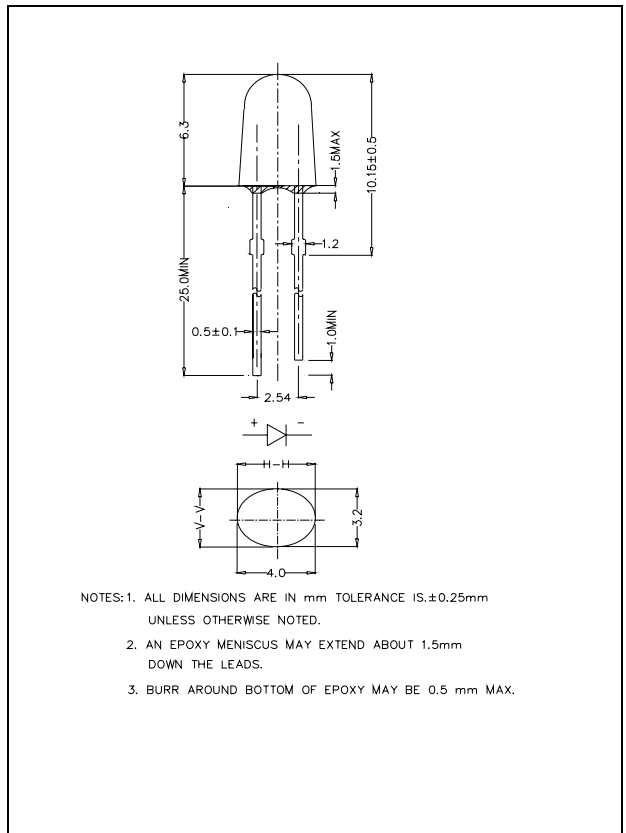 6.3
1.5MAX
10.15±0.5
1.2
25.0MIN
0.5±0.1
1.0MIN
2.54
+ -
H-H
V-V
3.2
4.0
NOTES: 1. ALL DIMENSIONS ARE IN mm TOLERANCE IS.±0.25mm
UNLESS OTHERWISE NOTED.
2. AN EPOXY MENISCUS MAY EXTEND ABOUT 1.5mm
DOWN THE LEADS.
3. BURR AROUND BOTTOM OF EPOXY MAY BE 0.5 mm MAX.